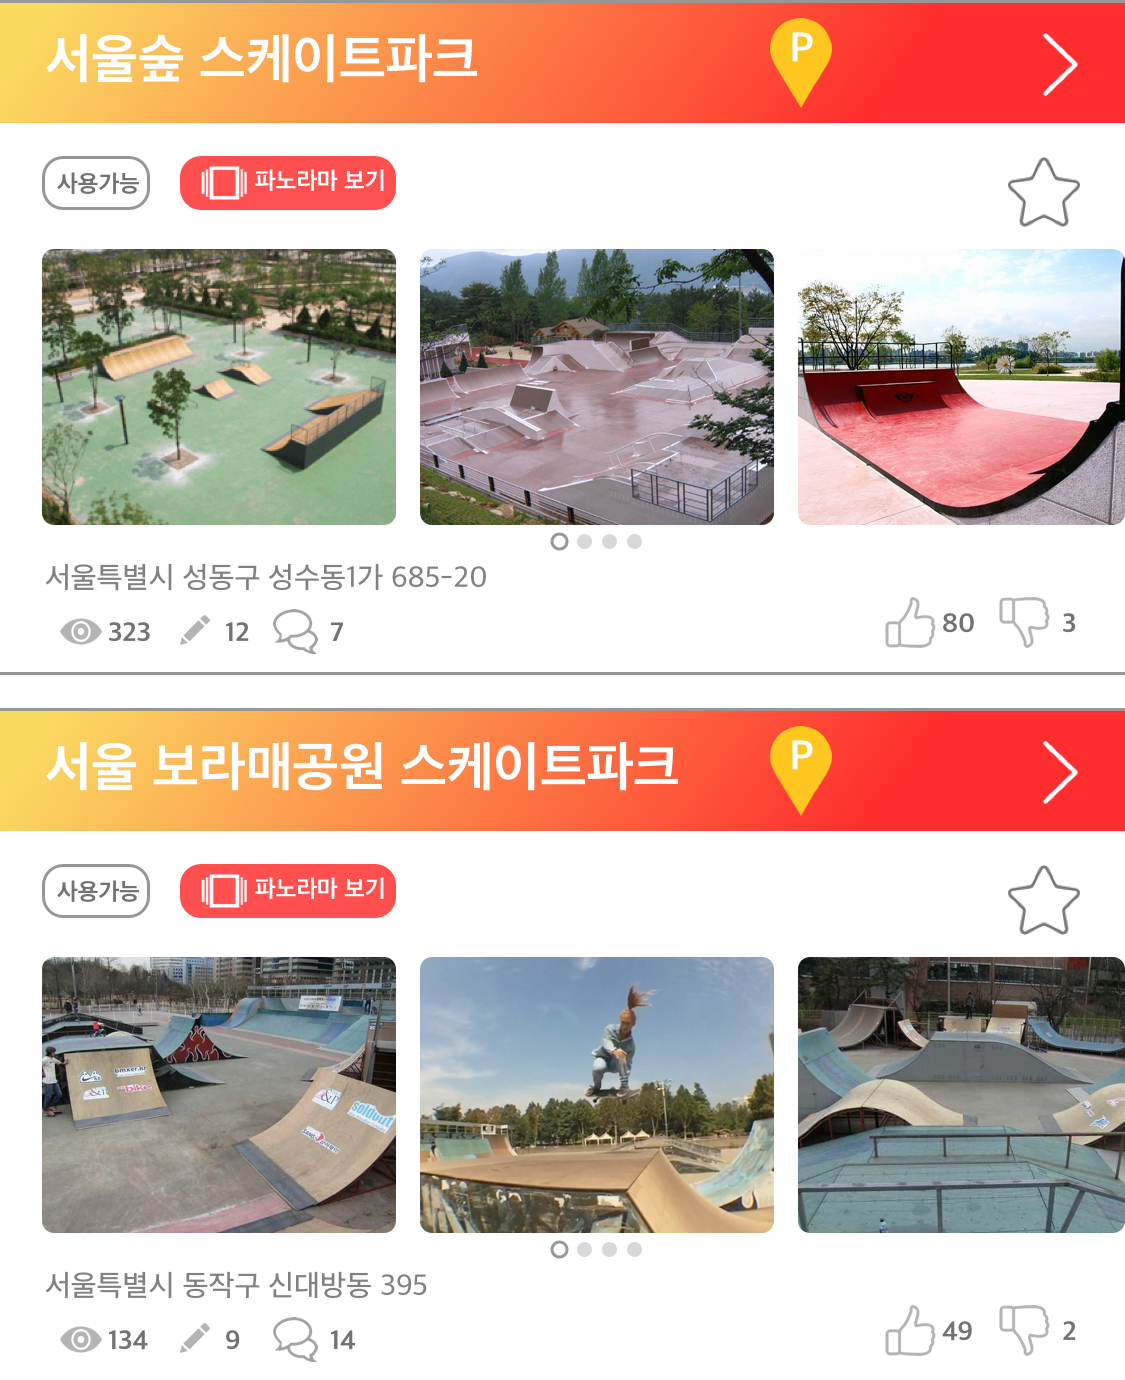 서울숲 스케이트파크
P
사용가능
파노라마 보기
서울특별시 성동구 성수동1가 685-20
323 12 7
80 3
서울 보라매공원 스케이트파크
P
사용가능
파노라마 보기
bmxer.kr
soldout
서울특별시 동작구 신대방동 395
134 9 14
49 2